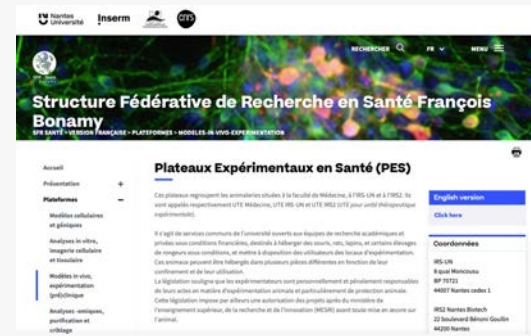 Nantes
Université
Inserm
cnrs
RECHERCHER
FR
MENU
Structure Fédérative de Recherche en Santé François
Bonamy
SFR SANTÉ > VERSION FRANÇAISE > PLATEFORMES > MODELES-IN-VIVO-EXPERIMENTATION
Accueil
Présentation +
Plateformes −
Modèles cellulaires
et géniques
Analyses in vitro,
imagerie cellulaire
et tissulaire
Modèles in vivo,
expérimentation
(pré)clinique
Analyses -omiques,
purification et
criblage
Plateaux Expérimentaux en Santé (PES)
Ces plateaux regroupent les animaleries situées à la faculté de Médecine, à l'IRS-UN et à l'IRS2. Ils
sont appelés respectivement UTE Médecine, UTE IRS-UN et UTE IRS2 (UTE pour unité thérapeutique
expérimentale).
Il s'agit de services communs de l'université ouverts aux équipes de recherche académiques et
privées sous conditions financières, destinés à héberger des souris, rats, lapins, et certains élevages
de rongeurs sous conditions, et mettre à disposition des utilisateurs des locaux d'expérimentation.
Ces animaux peuvent être hébergés dans plusieurs pièces différentes en fonction de leur
confinement et de leur utilisation.
La législation souligne que les expérimentateurs sont personnellement et pénalement responsables
de leurs actes en matière d'expérimentation animale et particulièrement de protection animale.
Cette législation impose par ailleurs une autorisation des projets après du ministère de
l'enseignement supérieur, de la recherche et de l'innovation (MESRI) avant toute mise en œuvre sur
l'animal.
English version
Click here
Coordonnées
IRS-UN
8 quai Moncousu
BP 70721
44007 Nantes cedex 1
IRS2 Nantes Biotech
22 boulevard Bénoni Goullin
44200 Nantes